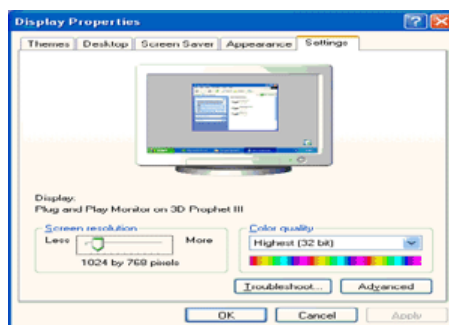 Display Properties
Themes Desktop Screen Saver Appearance Settings
Display:
Plug and Play Monitor on 3D Prophet III
Screen resolution
Less More
1024 by 768 pixels
Color quality
Highest (32 bit)
Troubleshoot... Advanced
OK Cancel Apply